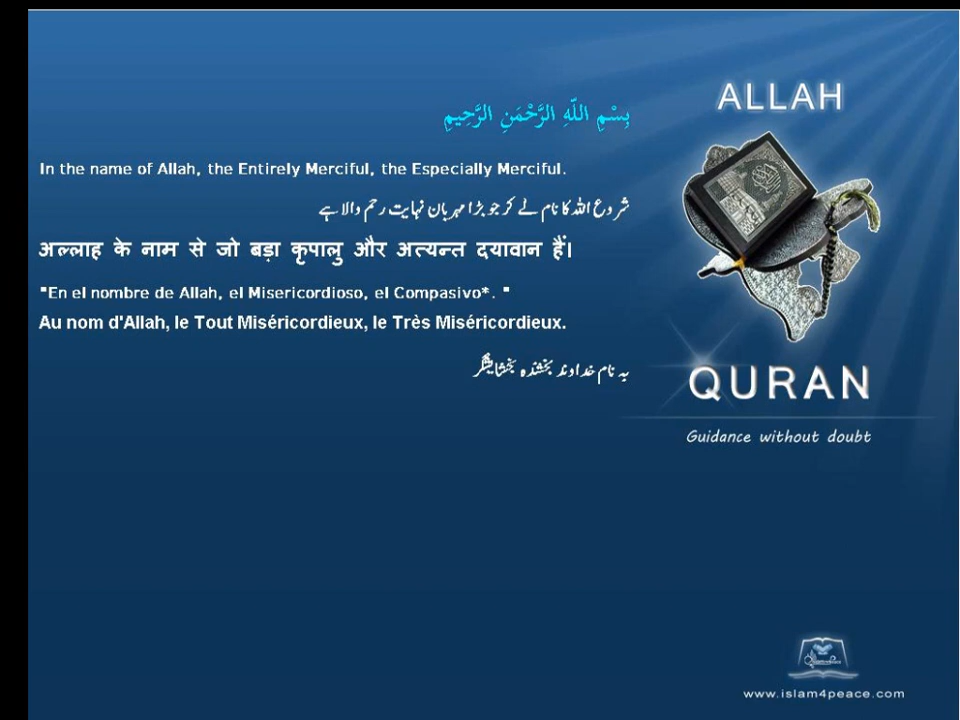 بِسْمِ اللّهِ الرَّحْمَنِ الرَّحِيمِ
In the name of Allah, the Entirely Merciful, the Especially Merciful.
شروع اللہ کا نام لے کر جو بڑا مہربان نہایت رحم والا ہے
अल्लाह के नाम से जो बड़ा कृपालु और अत्यन्त दयावान हैं।
"En el nombre de Allah, el Misericordioso, el Compasivo*. "
Au nom d'Allah, le Tout Miséricordieux, le Très Miséricordieux.
به نام خداوند بخشنده بخشایشگر
ALLAH
QURAN
Guidance without doubt
www.islam4peace.com